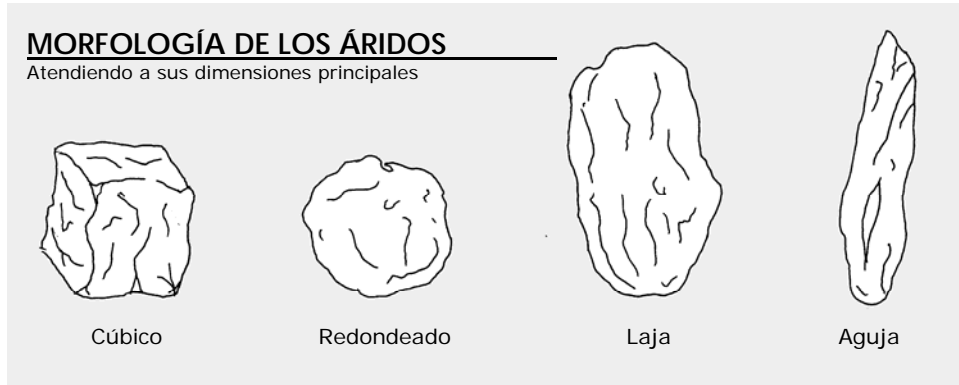 MORFOLOGÍA DE LOS ÁRIDOS
Atendiendo a sus dimensiones principales
Cúbico
Redondeado
Laja
Aguja